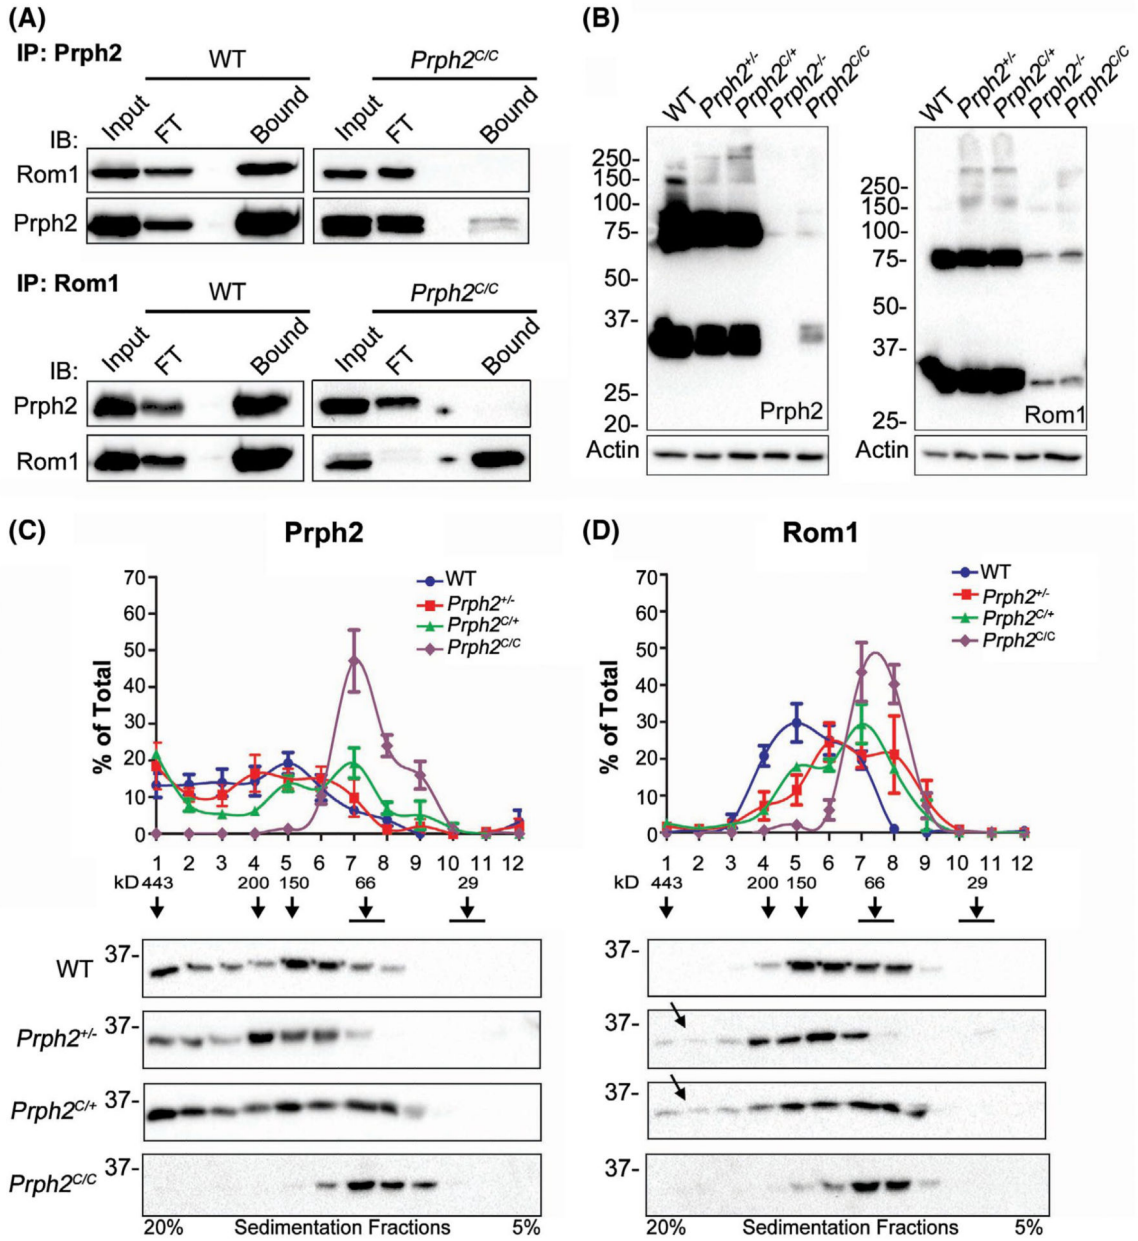 (A)
IP: Prph2
WT
Prph2C/C
IB:
Input
FT
Bound
Input
FT
Bound
Rom1
Prph2
IP: Rom1
WT
Prph2C/C
IB:
Input
FT
Bound
Input
FT
Bound
Prph2
Rom1
(B)
WT
Prph2+/-
Prph2C/+
Prph2-/-
Prph2C/C
250-
150-
100-
75-
50-
37-
25-
20-
Prph2
Actin
WT
Prph2+/-
Prph2C/+
Prph2-/-
Prph2C/C
250-
150-
100-
75-
50-
37-
25-
Rom1
Actin
(C)
Prph2
% of Total
70
60
50
40
30
20
10
0
WT
Prph2+/-
Prph2C/+
Prph2C/C
1 2 3 4 5 6 7 8 9 10 11 12
kD 443 200 150 66 29
WT 37-
Prph2+/- 37-
Prph2C/+ 37-
Prph2C/C 37-
20% Sedimentation Fractions 5%
(D)
Rom1
% of Total
70
60
50
40
30
20
10
0
WT
Prph2+/-
Prph2C/+
Prph2C/C
1 2 3 4 5 6 7 8 9 10 11 12
kD 443 200 150 66 29
37-
37-
37-
37-
20% Sedimentation Fractions 5%